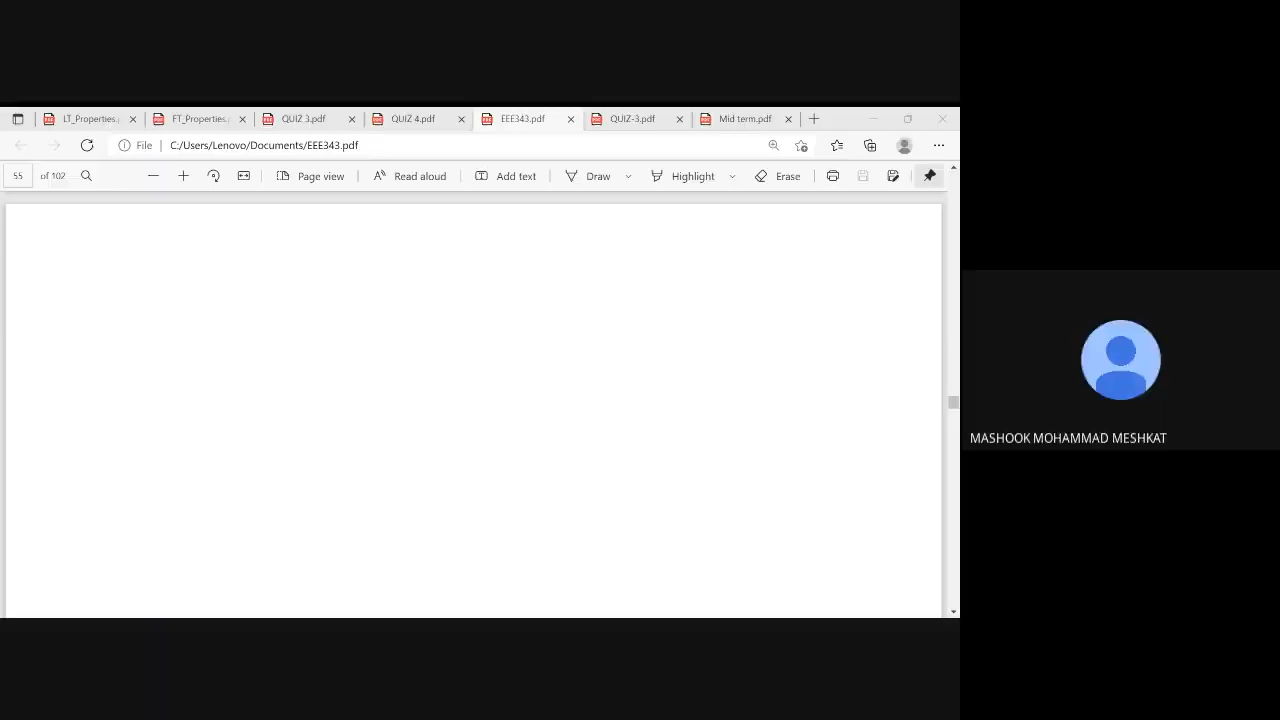 LT_Properties.
FT_Properties.
QUIZ 3.pdf
QUIZ 4.pdf
EEE343.pdf
QUIZ-3.pdf
Mid term.pdf
File C:/Users/Lenovo/Documents/EEE343.pdf
55 of 102 Page view Read aloud Add text Draw Highlight Erase
MASHOOK MOHAMMAD MESHKAT